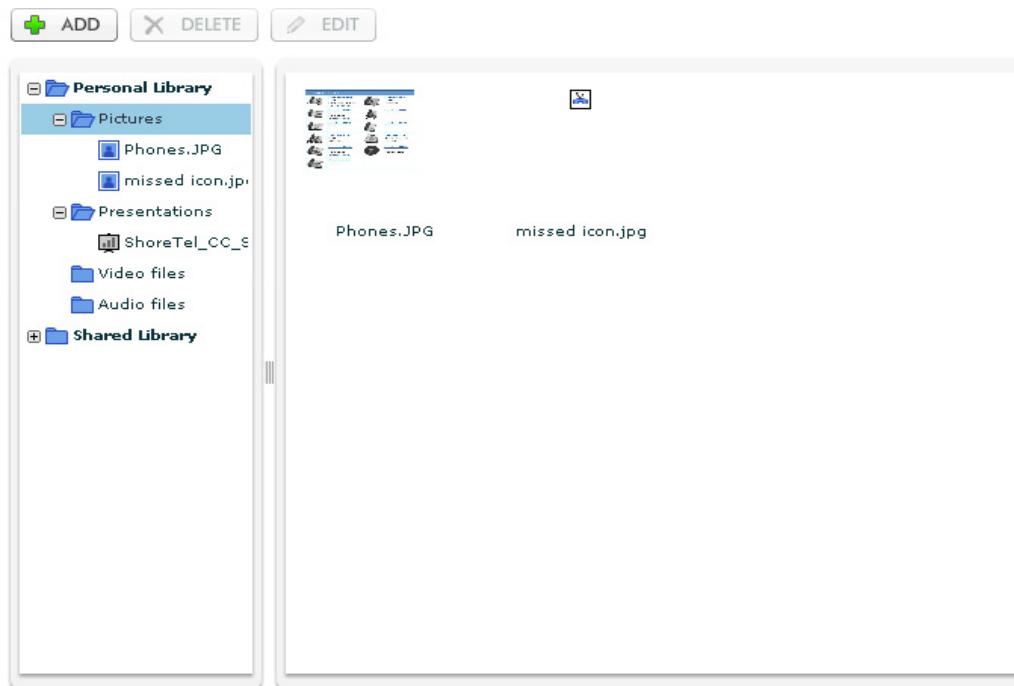 ADD DELETE EDIT
Personal Library
Pictures
Phones.JPG
missed icon.jp
Presentations
ShoreTel_CC_S
Video files
Audio files
Shared Library
Phones.JPG missed icon.jpg